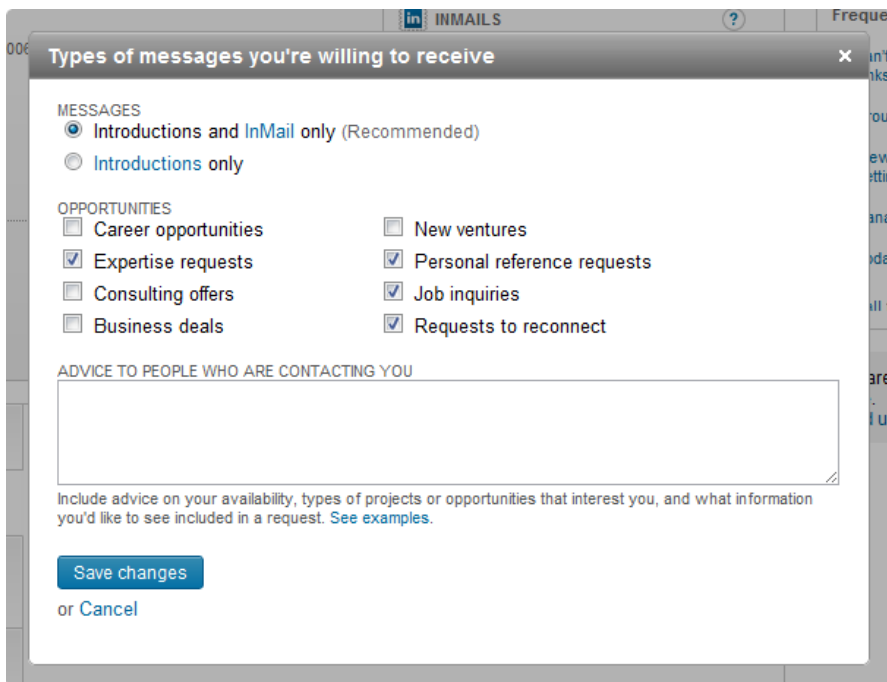 in INMAILS ?
Freque
006
Types of messages you're willing to receive ×
MESSAGES
Introductions and InMail only (Recommended)
Introductions only
OPPORTUNITIES
Career opportunities
New ventures
Expertise requests
Personal reference requests
Consulting offers
Job inquiries
Business deals
Requests to reconnect
ADVICE TO PEOPLE WHO ARE CONTACTING YOU
Include advice on your availability, types of projects or opportunities that interest you, and what information
you'd like to see included in a request. See examples.
Save changes
or Cancel